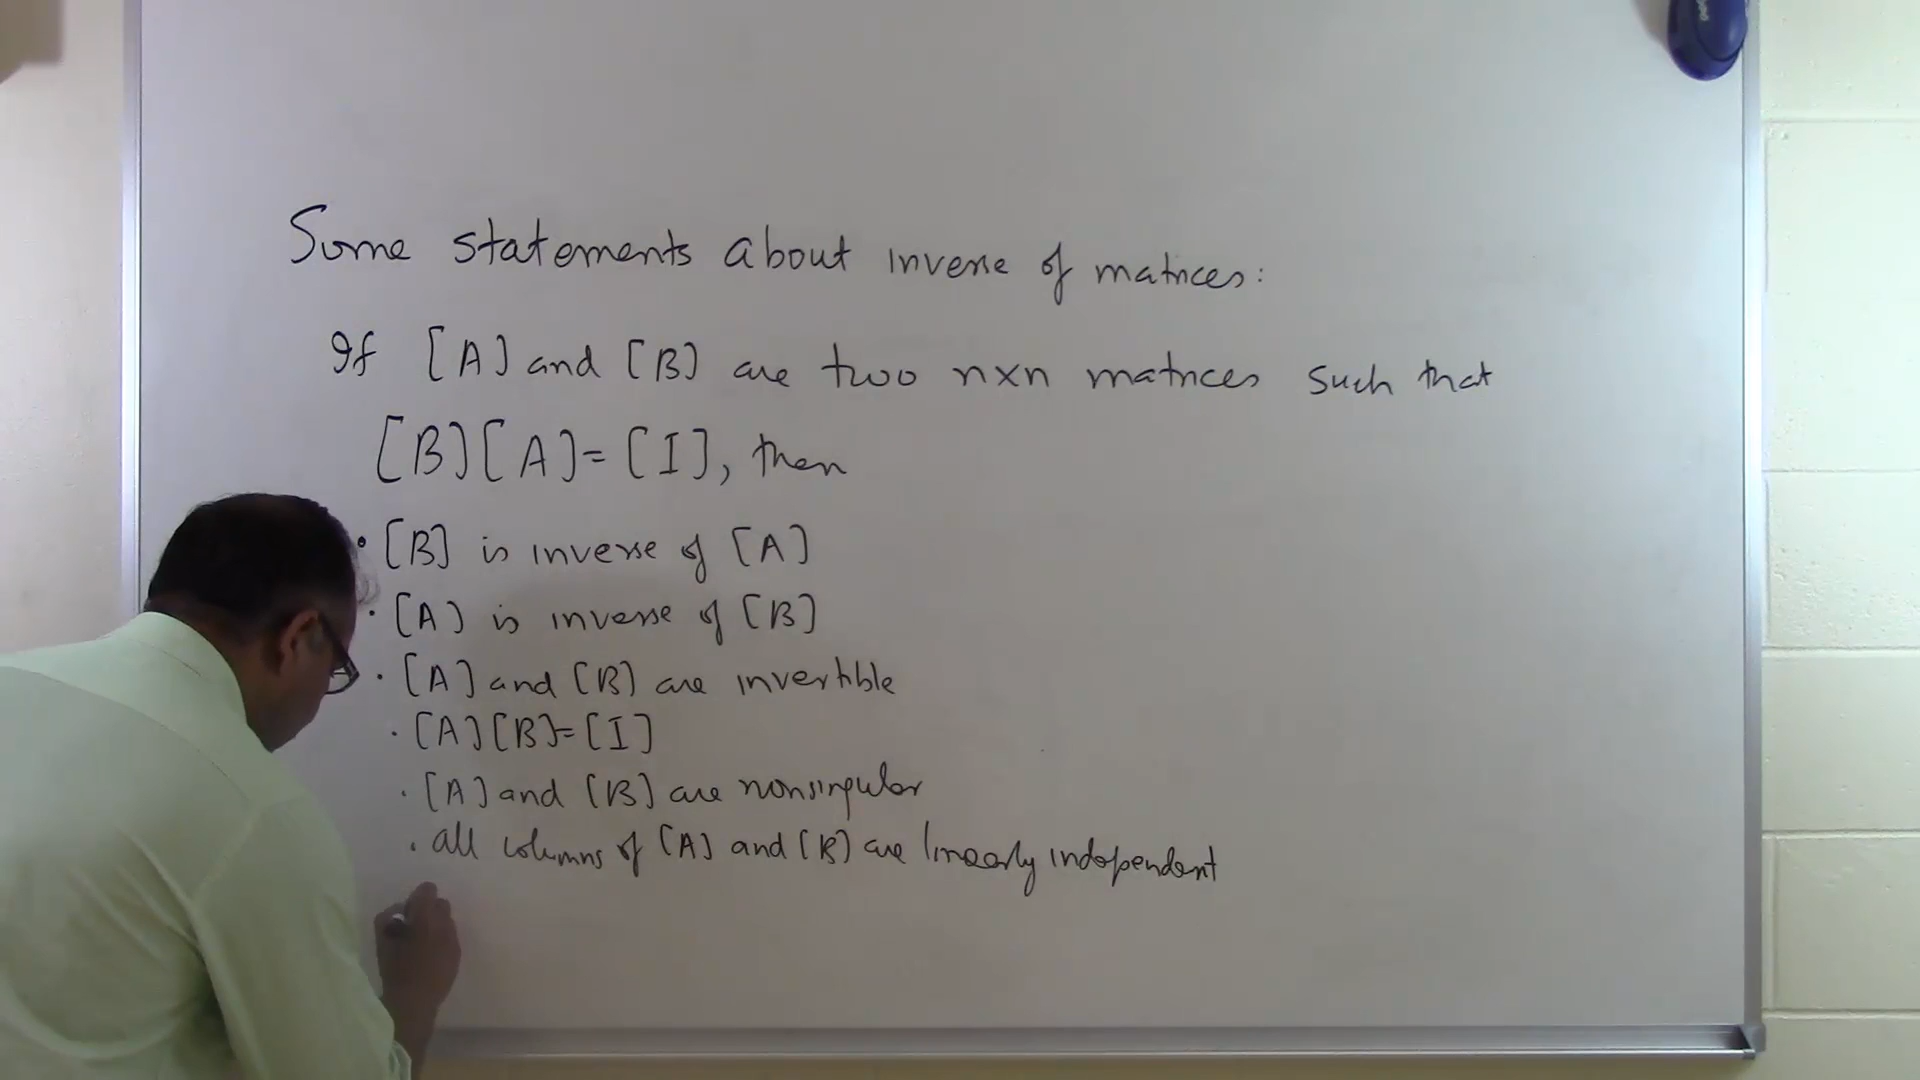 Some statements about inverse of matrices:
If [A] and [B] are two n×n matrices such that
[B][A]=[I], then
• [B] is inverse of [A]
• [A] is inverse of [B]
• [A] and [B] are invertible
• [A][B]=[I]
• [A] and [B] are nonsingular
• all columns of [A] and [B] are linearly independent